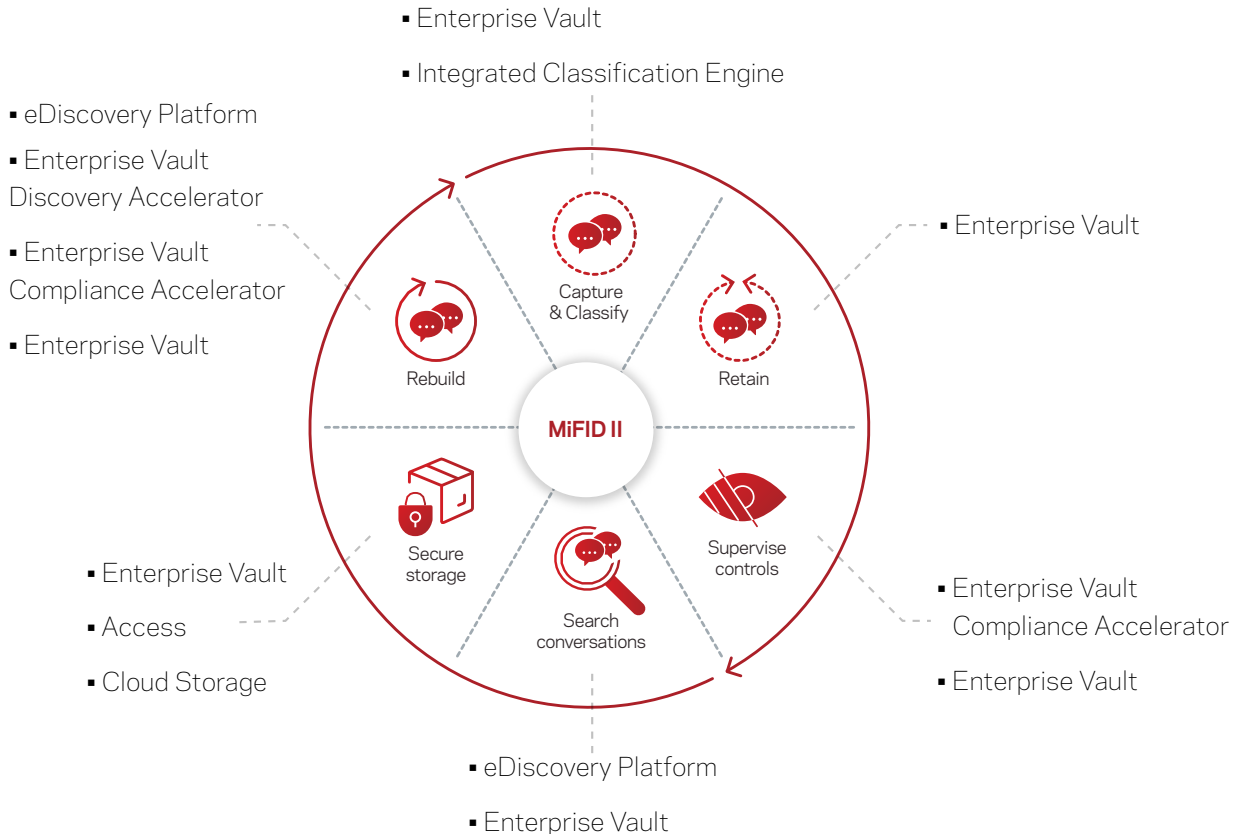 ▪ Enterprise Vault
▪ Integrated Classification Engine
▪ eDiscovery Platform
▪ Enterprise Vault
Discovery Accelerator
▪ Enterprise Vault
Compliance Accelerator
▪ Enterprise Vault
▪ Enterprise Vault
Capture
& Classify
Rebuild
Retain
MiFID II
Secure
storage
Search
conversations
Supervise
controls
▪ Enterprise Vault
▪ Access
▪ Cloud Storage
▪ Enterprise Vault
Compliance Accelerator
▪ Enterprise Vault
▪ eDiscovery Platform
▪ Enterprise Vault